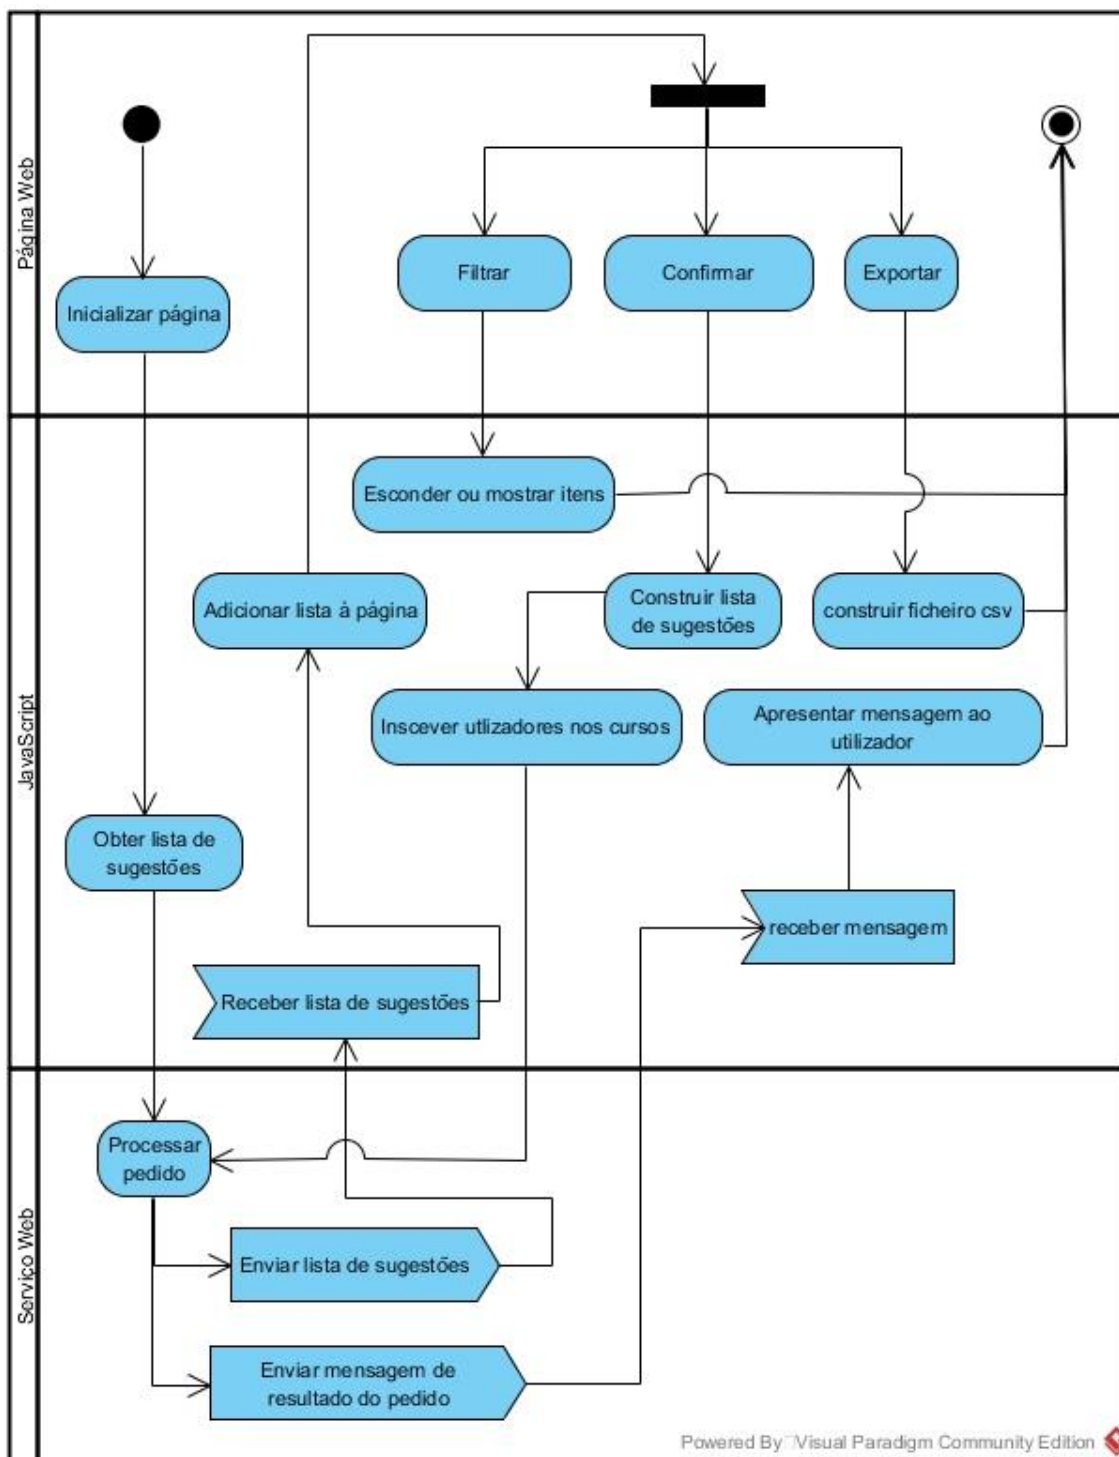 Página Web
Filtrar
Confirmar
Exportar
Inicializar página
JavaScript
Esconder ou mostrar itens
Adicionar lista à página
Construir lista
de sugestões
construir ficheiro csv
Inscever utlizadores nos cursos
Apresentar mensagem ao
utilizador
Obter lista de
sugestões
receber mensagem
Receber lista de sugestões
Serviço Web
Processar
pedido
Enviar lista de sugestões
Enviar mensagem de
resultado do pedido
Powered By Visual Paradigm Community Edition